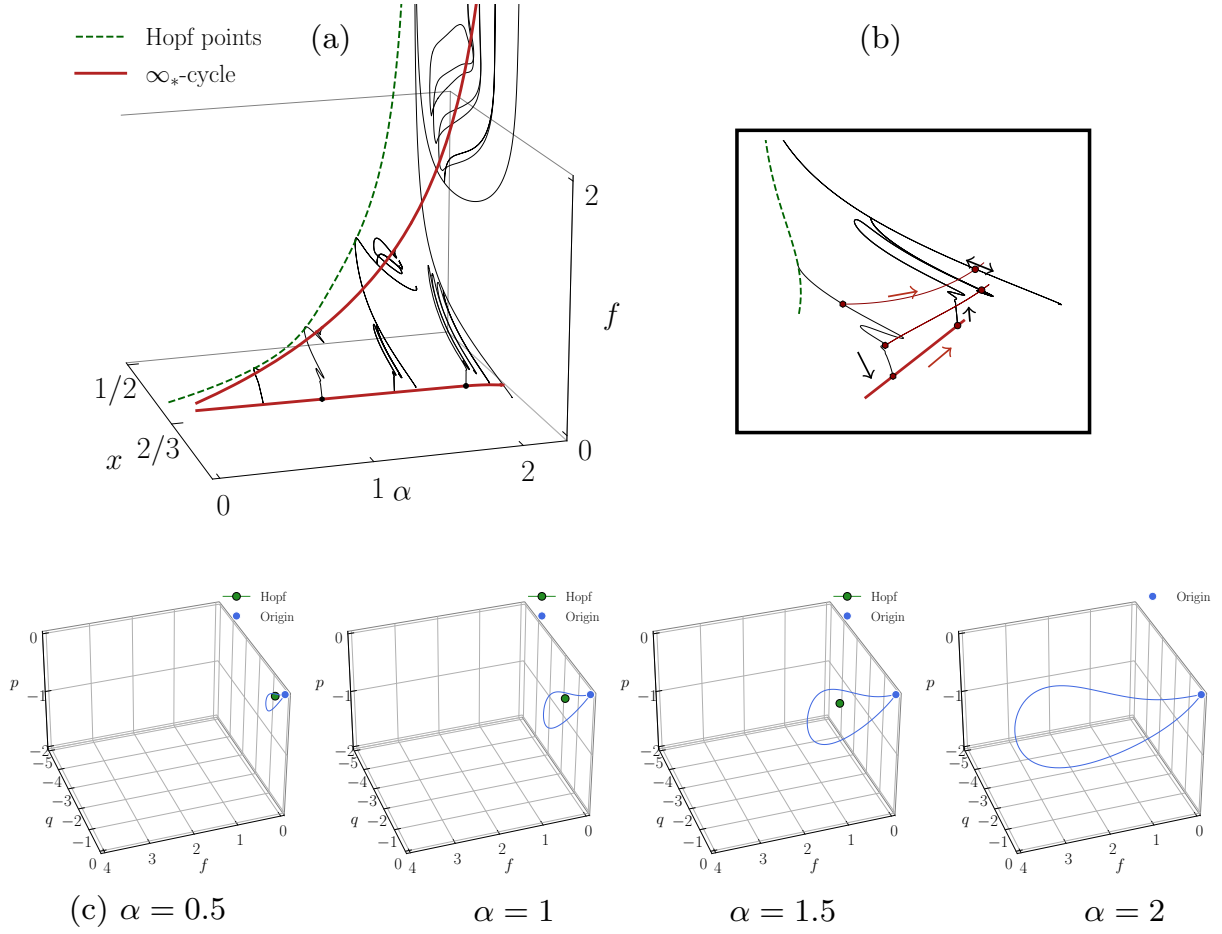 Hopf points
∞*-cycle
(a)
(b)
2
f
0
1/2
2/3
x
0
1
α
2
Hopf
Origin
0
p
−1
−2
−5
−4
−3
q
−2
−1
0
4
3
f
2
1
0
Hopf
Origin
0
p
−1
−2
−5
−4
−3
q
−2
−1
0
4
3
f
2
1
0
Hopf
Origin
0
p
−1
−2
−5
−4
−3
q
−2
−1
0
4
3
f
2
1
0
Origin
0
p
−1
−2
−5
−4
−3
q
−2
−1
0
4
3
f
2
1
0
(c) α = 0.5
α = 1
α = 1.5
α = 2